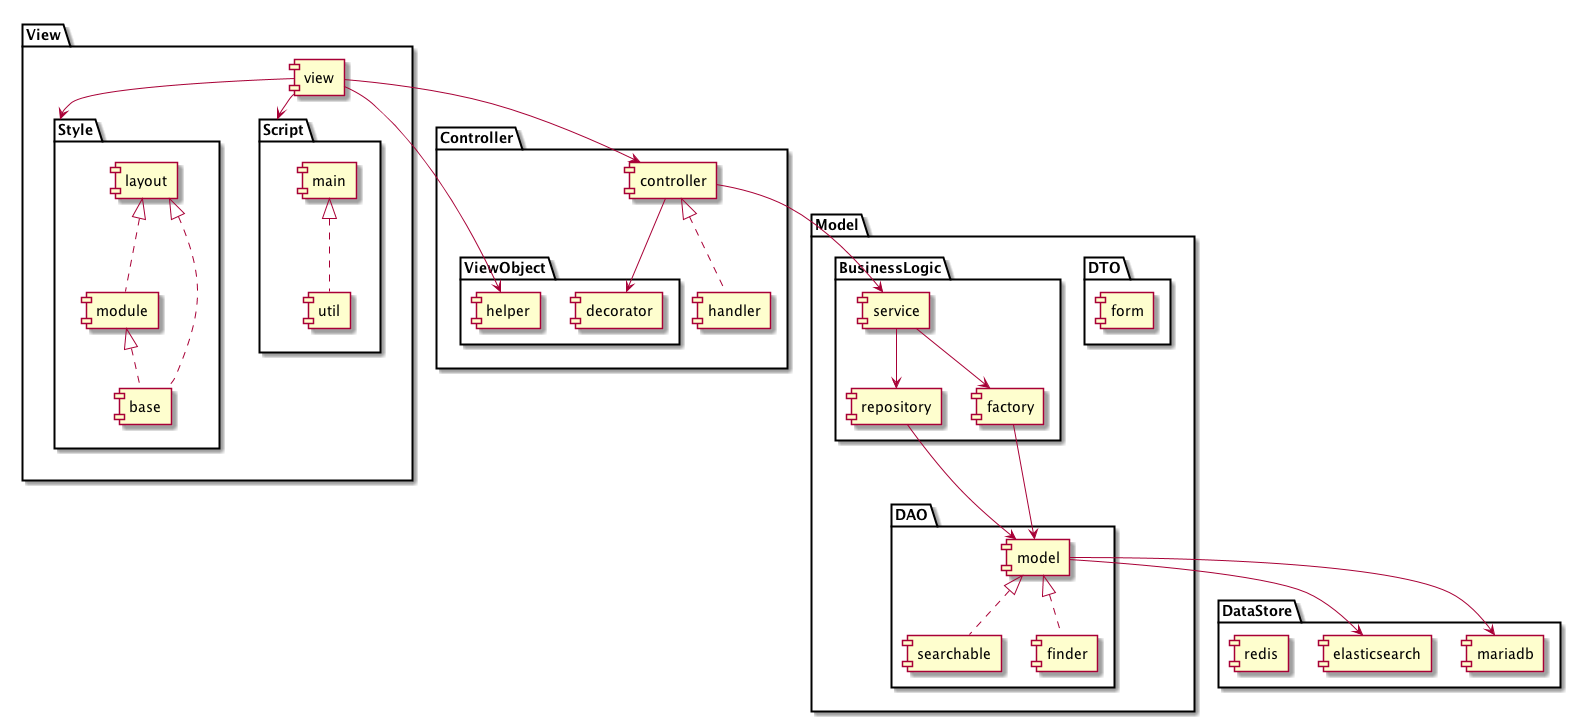 View
view
Style
Script
layout
main
module
util
base
Controller
controller
ViewObject
helper
decorator
handler
Model
BusinessLogic
DTO
service
form
repository
factory
DAO
model
searchable
finder
DataStore
redis
elasticsearch
mariadb